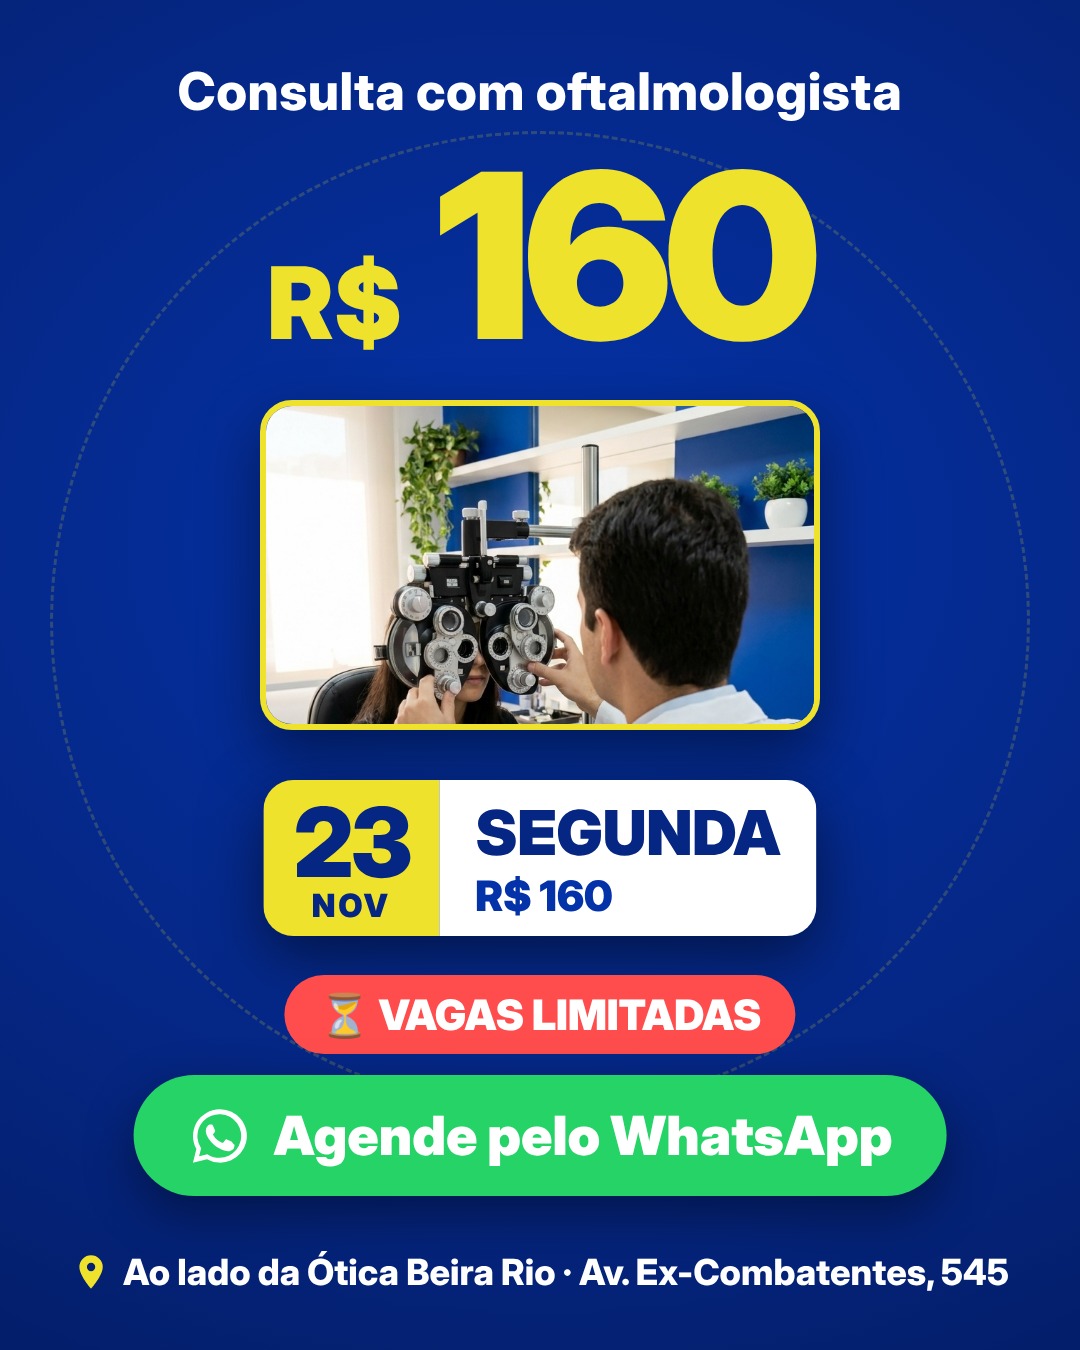 Consulta com oftalmologista
R$ 160
23
NOV
SEGUNDA
R$ 160
⏳ VAGAS LIMITADAS
Agende pelo WhatsApp
Ao lado da Ótica Beira Rio · Av. Ex-Combatentes, 545